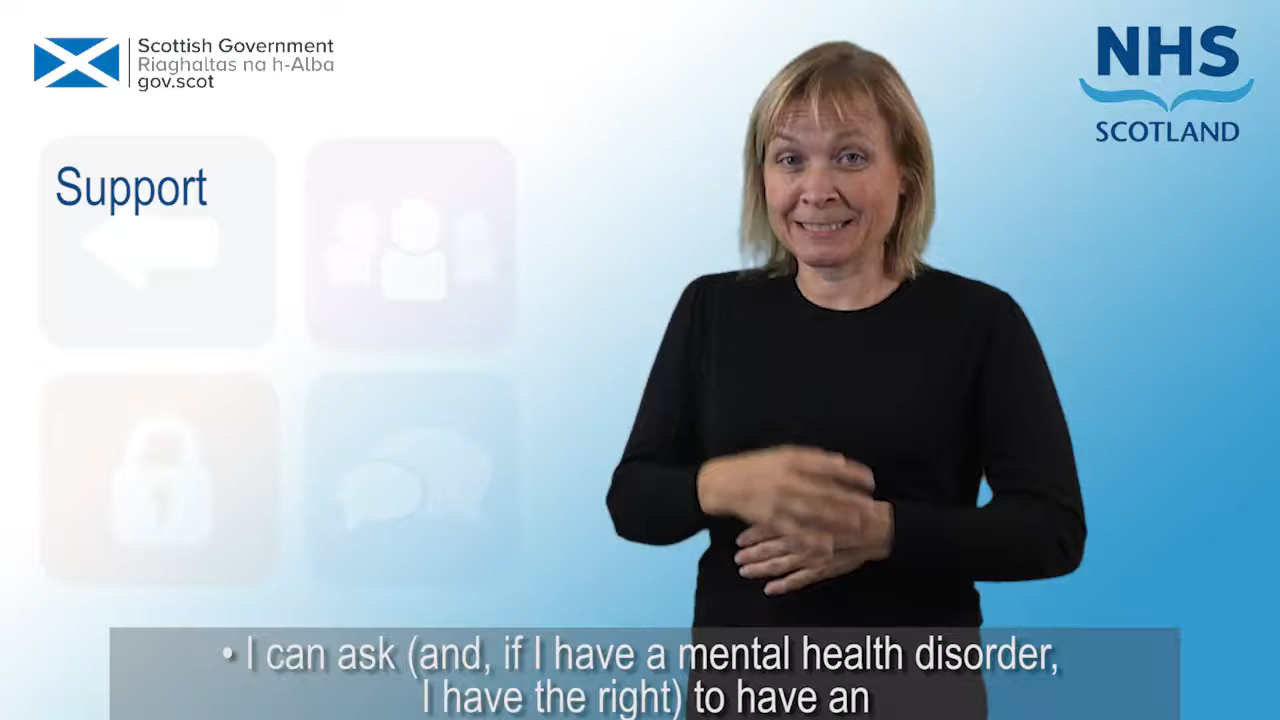 Scottish Government
Riaghaltas na h-Alba
gov.scot
NHS
SCOTLAND
Support
• I can ask (and, if I have a mental health disorder,
I have the right) to have an